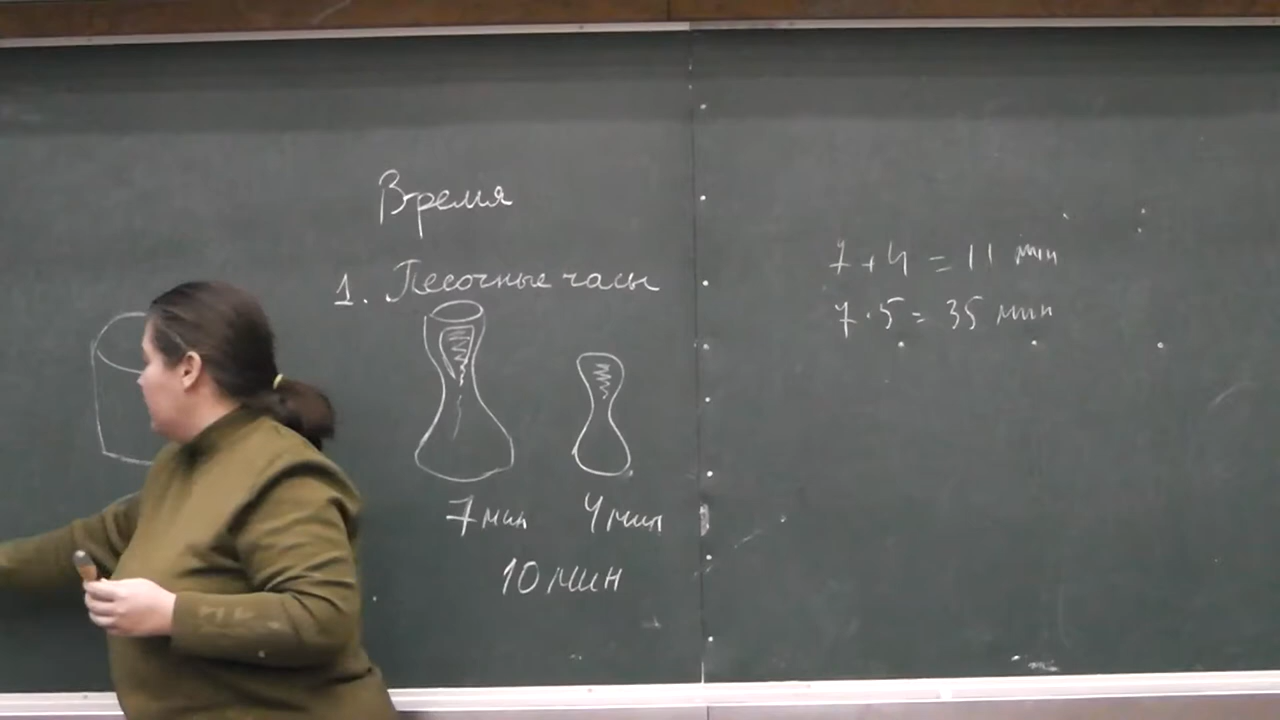 Время
1. Песочные часы
7 мин 4 мин
10 мин
7 + 4 = 11 мин
7 · 5 = 35 мин